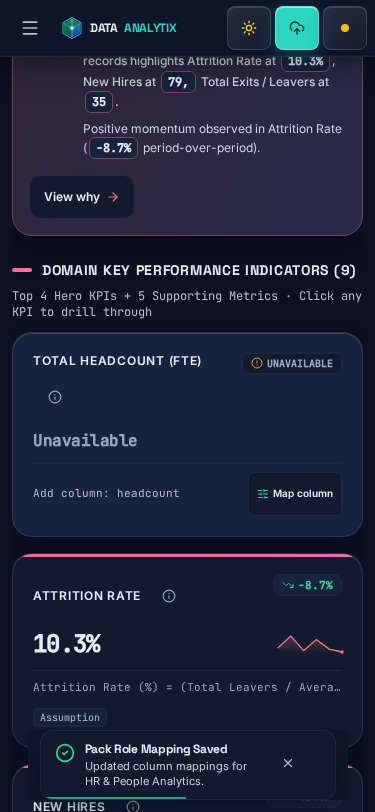 DATA ANALYTIX
records highlights Attrition Rate at 10.3% ,
New Hires at 79, Total Exits / Leavers at
35 .
Positive momentum observed in Attrition Rate
( -8.7% period-over-period).
View why
DOMAIN KEY PERFORMANCE INDICATORS (9)
Top 4 Hero KPIs + 5 Supporting Metrics · Click any
KPI to drill through
TOTAL HEADCOUNT (FTE)
UNAVAILABLE
Unavailable
Add column: headcount
Map column
-8.7%
ATTRITION RATE
10.3%
Attrition Rate (%) = (Total Leavers / Avera…
Assumption
Pack Role Mapping Saved
Updated column mappings for
HR & People Analytics.
NEW HIRES